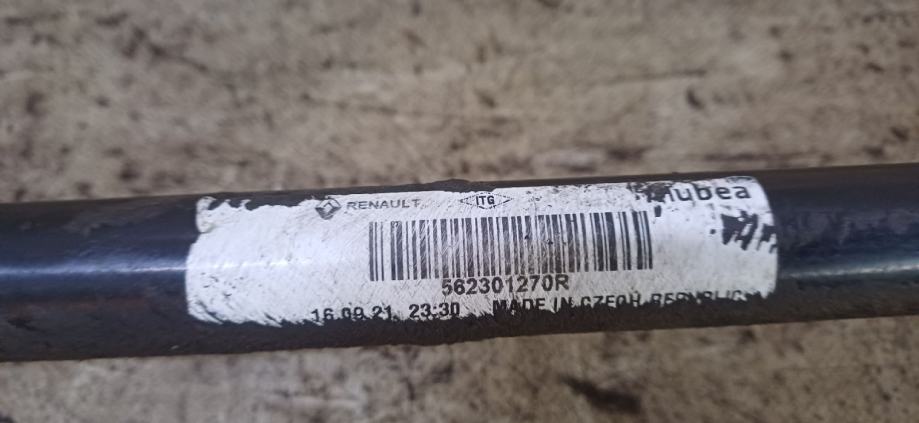 RENAULT ITG mubea
562301270R
16.09.21 23:30 MADE IN CZECH REPUBLIC